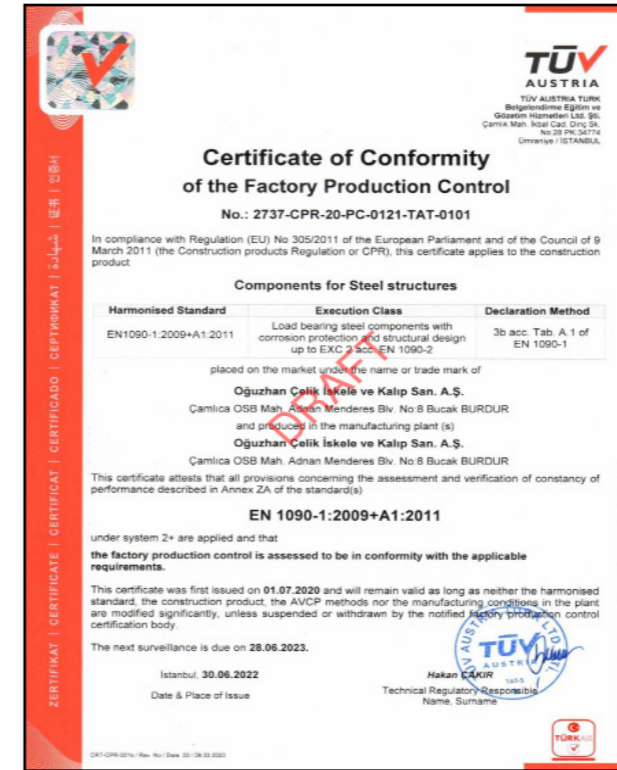 TÜV
AUSTRIA
TÜV AUSTRIA TURK
Belgelendirme Eğitim ve
Gözetim Hizmetleri Ltd. Şti.
Çamlık Mah. İkbal Cad. Dinç Sk.
No:28 PK:34774
Ümraniye / İSTANBUL
Certificate of Conformity
of the Factory Production Control
No.: 2737-CPR-20-PC-0121-TAT-0101
In compliance with Regulation (EU) No 305/2011 of the European Parliament and of the Council of 9
March 2011 (the Construction products Regulation or CPR), this certificate applies to the construction
product
Components for Steel structures
Harmonised Standard Execution Class Declaration Method
EN1090-1:2009+A1:2011 Load bearing steel components with corrosion protection and structural design up to EXC 2 acc. EN 1090-2 3b acc. Tab. A.1 of EN 1090-1
placed on the market under the name or trade mark of
Oğuzhan Çelik İskele ve Kalıp San. A.Ş.
Çamlıca OSB Mah. Adnan Menderes Blv. No:8 Bucak BURDUR
and produced in the manufacturing plant (s)
Oğuzhan Çelik İskele ve Kalıp San. A.Ş.
Çamlıca OSB Mah. Adnan Menderes Blv. No:8 Bucak BURDUR
DRAFT
This certificate attests that all provisions concerning the assessment and verification of constancy of
performance described in Annex ZA of the standard(s)
EN 1090-1:2009+A1:2011
under system 2+ are applied and that
the factory production control is assessed to be in conformity with the applicable
requirements.
This certificate was first issued on 01.07.2020 and will remain valid as long as neither the harmonised
standard, the construction product, the AVCP methods nor the manufacturing conditions in the plant
are modified significantly, unless suspended or withdrawn by the notified factory production control
certification body.
The next surveillance is due on 28.06.2023.
Istanbul, 30.06.2022
Date & Place of Issue
Hakan ÇAKIR
Technical Regulatory Responsible
Name, Surname
TÜV
AUSTRIA
TÜRKAK
ZERTIFIKAT | CERTIFICATE | CERTIFICAT | CERTIFICADO | СЕРТИФИКАТ | شهادة | 证书 | 인증서